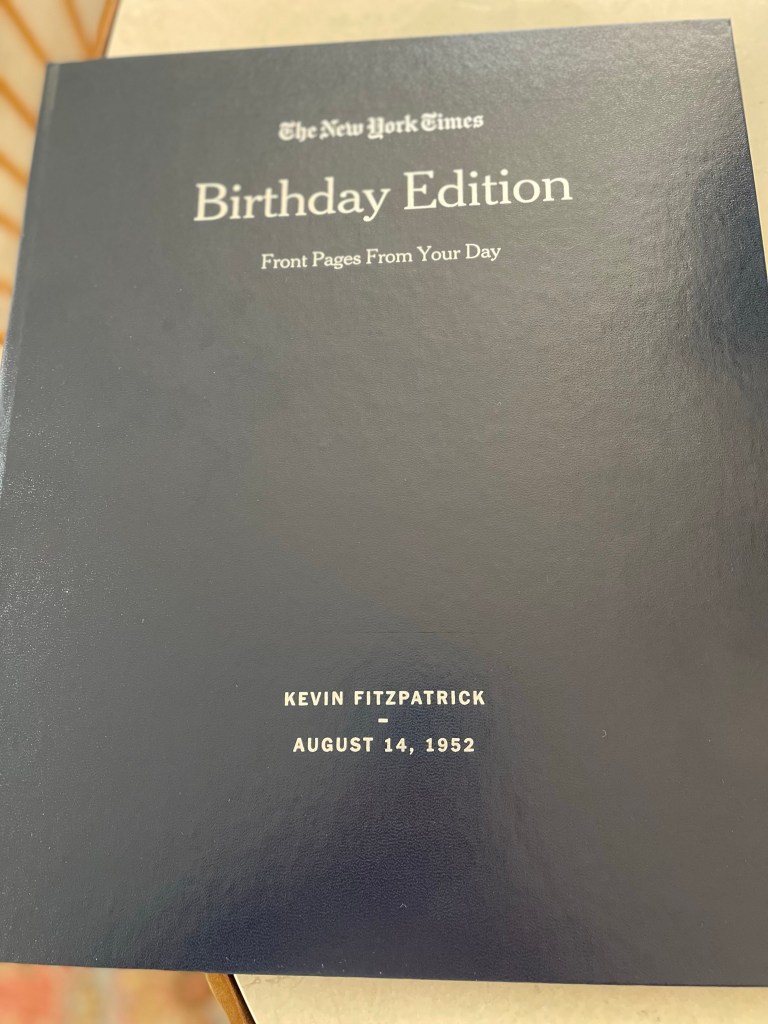 The New York Times
Birthday Edition
Front Pages From Your Day
KEVIN FITZPATRICK
–
AUGUST 14, 1952